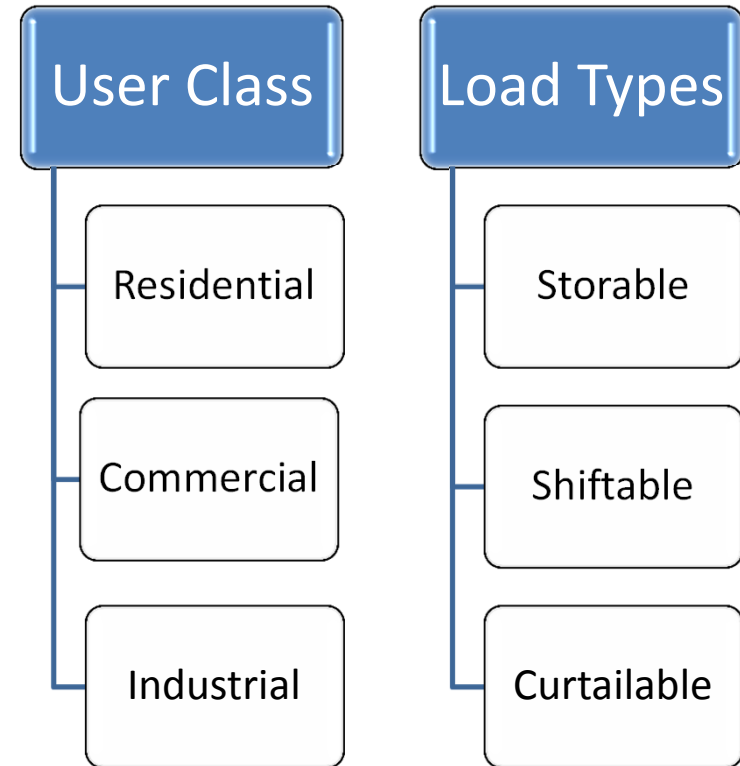 User Class
Residential
Commercial
Industrial
Load Types
Storable
Shiftable
Curtailable